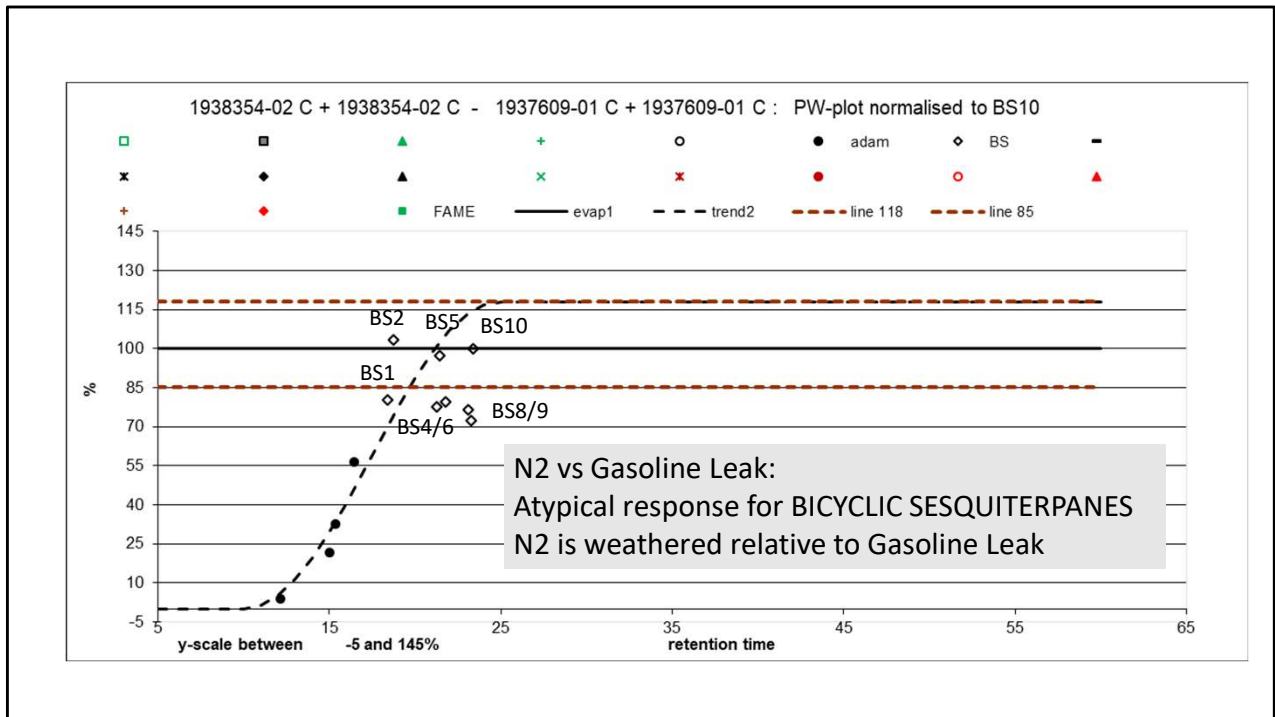 1938354-02 C + 1938354-02 C - 1937609-01 C + 1937609-01 C : PW-plot normalised to BS10
adam BS
FAME evap1 trend2 line 118 line 85
145
130
115
100
85
70
55
40
25
10
-5
%
BS2 BS5 BS10
BS1
BS4/6 BS8/9
N2 vs Gasoline Leak:
Atypical response for BICYCLIC SESQUITERPANES
N2 is weathered relative to Gasoline Leak
5 15 25 35 45 55 65
y-scale between -5 and 145% retention time